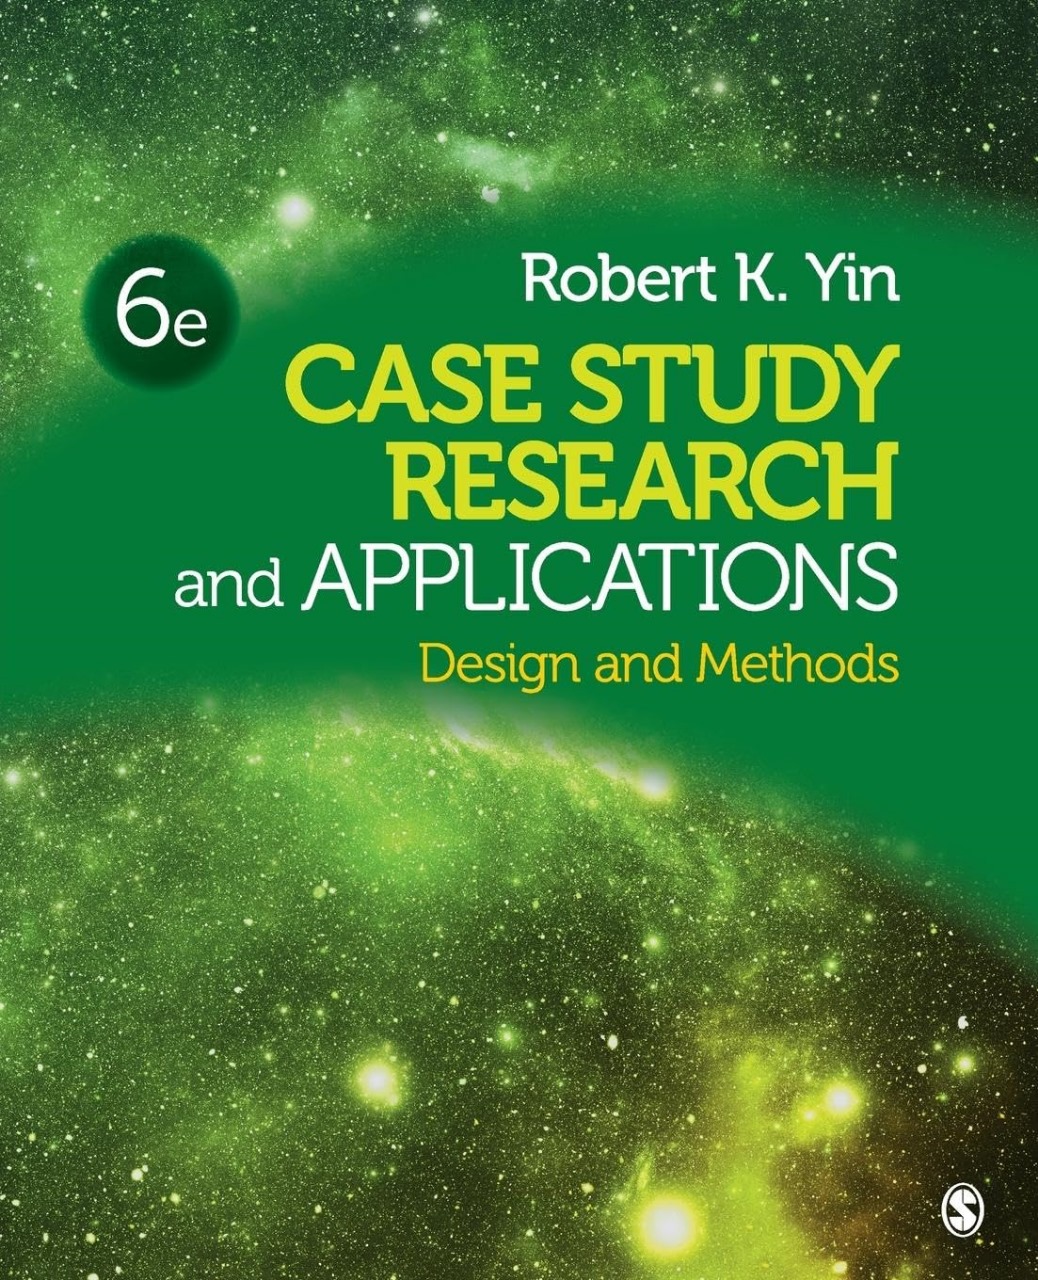 6e
Robert K. Yin
CASE STUDY
RESEARCH
and APPLICATIONS
Design and Methods
S